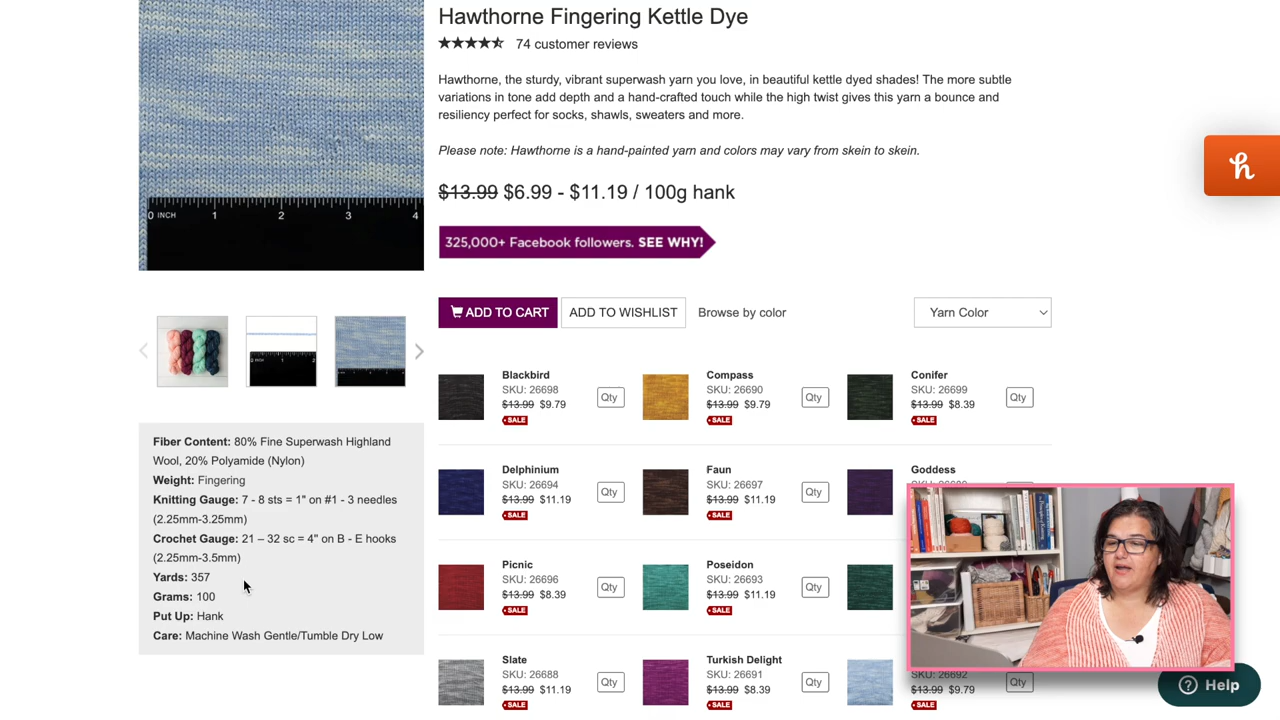 Hawthorne Fingering Kettle Dye
74 customer reviews
Hawthorne, the sturdy, vibrant superwash yarn you love, in beautiful kettle dyed shades! The more subtle
variations in tone add depth and a hand-crafted touch while the high twist gives this yarn a bounce and
resiliency perfect for socks, shawls, sweaters and more.
Please note: Hawthorne is a hand-painted yarn and colors may vary from skein to skein.
$13.99 $6.99 - $11.19 / 100g hank
325,000+ Facebook followers. SEE WHY!
0 INCH 1 2 3 4
ADD TO CART ADD TO WISHLIST Browse by color Yarn Color
Fiber Content: 80% Fine Superwash Highland
Wool, 20% Polyamide (Nylon)
Weight: Fingering
Knitting Gauge: 7 - 8 sts = 1" on #1 - 3 needles
(2.25mm-3.25mm)
Crochet Gauge: 21 – 32 sc = 4" on B - E hooks
(2.25mm-3.5mm)
Yards: 357
Grams: 100
Put Up: Hank
Care: Machine Wash Gentle/Tumble Dry Low
Blackbird
SKU: 26698
$13.99 $9.79
SALE
Qty
Compass
SKU: 26690
$13.99 $9.79
SALE
Qty
Conifer
SKU: 26699
$13.99 $8.39
SALE
Qty
Delphinium
SKU: 26694
$13.99 $11.19
SALE
Qty
Faun
SKU: 26697
$13.99 $11.19
SALE
Qty
Goddess
Picnic
SKU: 26696
$13.99 $8.39
SALE
Qty
Poseidon
SKU: 26693
$13.99 $11.19
SALE
Qty
Slate
SKU: 26688
$13.99 $11.19
SALE
Qty
Turkish Delight
SKU: 26691
$13.99 $8.39
SALE
Qty
SKU: 26692
$13.99 $9.79
SALE
Qty
Help